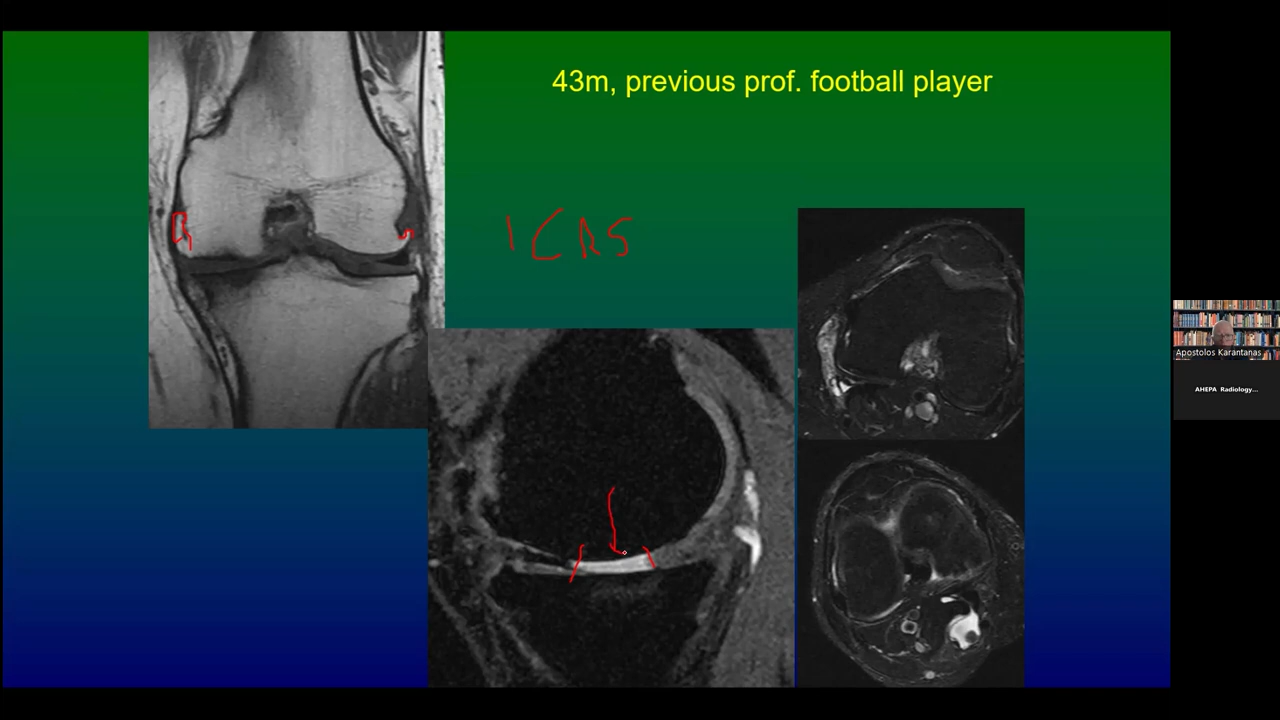 43m, previous prof. football player
ICRS
Apostolos Karantanas
AHEPA Radiology...